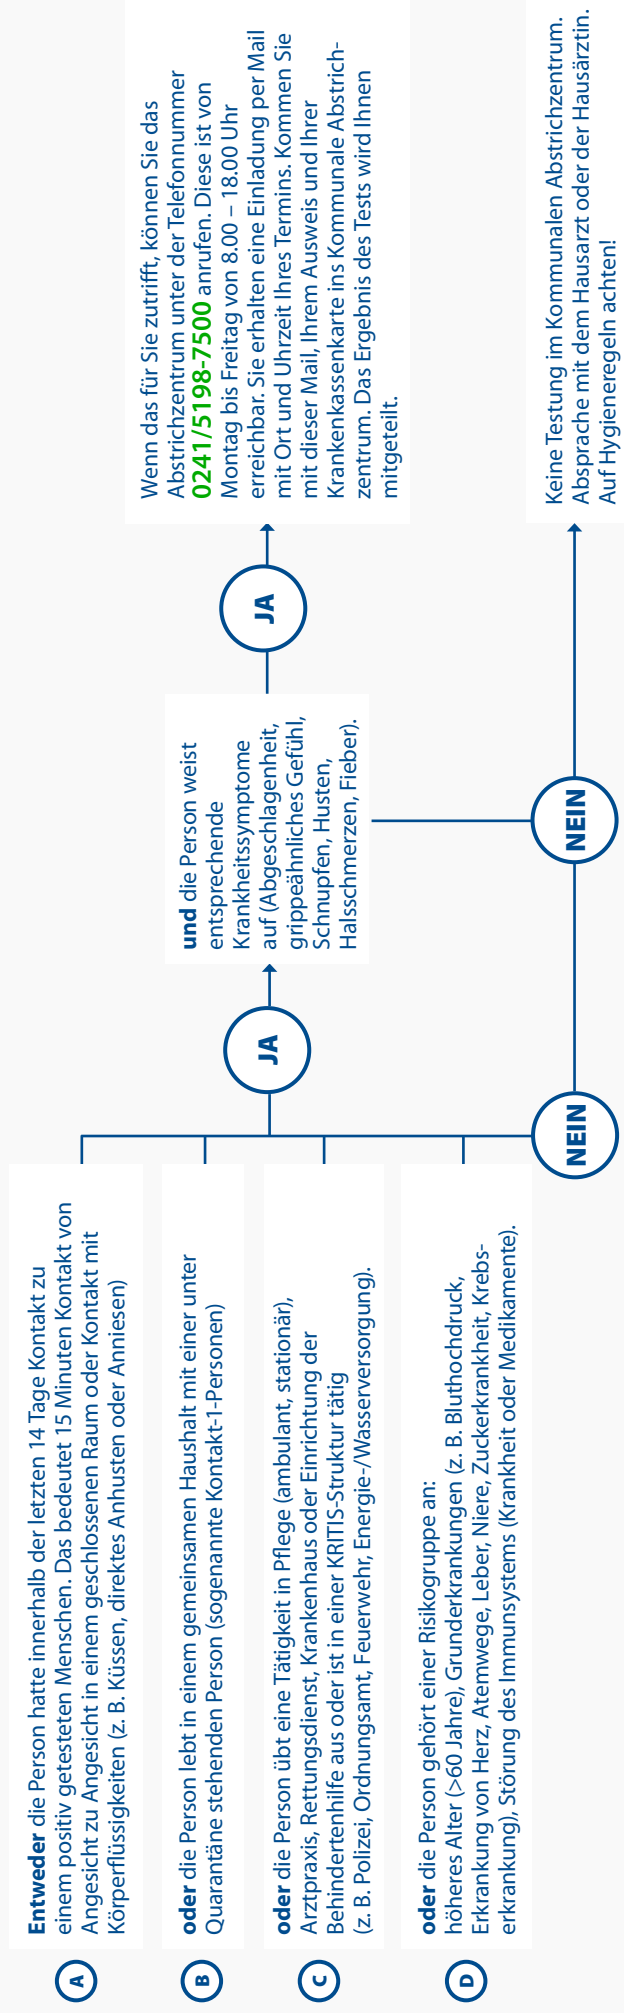 A
Entweder die Person hatte innerhalb der letzten 14 Tage Kontakt zu
einem positiv getesteten Menschen. Das bedeutet 15 Minuten Kontakt von
Angesicht zu Angesicht in einem geschlossenen Raum oder Kontakt mit
Körperflüssigkeiten (z. B. Küssen, direktes Anhusten oder Anniesen)
B
oder die Person lebt in einem gemeinsamen Haushalt mit einer unter
Quarantäne stehenden Person (sogenannte Kontakt-1-Personen)
C
oder die Person übt eine Tätigkeit in Pflege (ambulant, stationär),
Arztpraxis, Rettungsdienst, Krankenhaus oder Einrichtung der
Behindertenhilfe aus oder ist in einer KRITIS-Struktur tätig
(z. B. Polizei, Ordnungsamt, Feuerwehr, Energie-/Wasserversorgung).
D
oder die Person gehört einer Risikogruppe an:
höheres Alter (>60 Jahre), Grunderkrankungen (z. B. Bluthochdruck,
Erkrankung von Herz, Atemwege, Leber, Niere, Zuckerkrankheit, Krebs-
erkrankung), Störung des Immunsystems (Krankheit oder Medikamente).
JA
NEIN
und die Person weist
entsprechende
Krankheitssymptome
auf (Abgeschlagenheit,
grippeähnliches Gefühl,
Schnupfen, Husten,
Halsschmerzen, Fieber).
JA
NEIN
Wenn das für Sie zutrifft, können Sie das
Abstrichzentrum unter der Telefonnummer
0241/5198-7500 anrufen. Diese ist von
Montag bis Freitag von 8.00 – 18.00 Uhr
erreichbar. Sie erhalten eine Einladung per Mail
mit Ort und Uhrzeit Ihres Termins. Kommen Sie
mit dieser Mail, Ihrem Ausweis und Ihrer
Krankenkassenkarte ins Kommunale Abstrich-
zentrum. Das Ergebnis des Tests wird Ihnen
mitgeteilt.
Keine Testung im Kommunalen Abstrichzentrum.
Absprache mit dem Hausarzt oder der Hausärztin.
Auf Hygieneregeln achten!